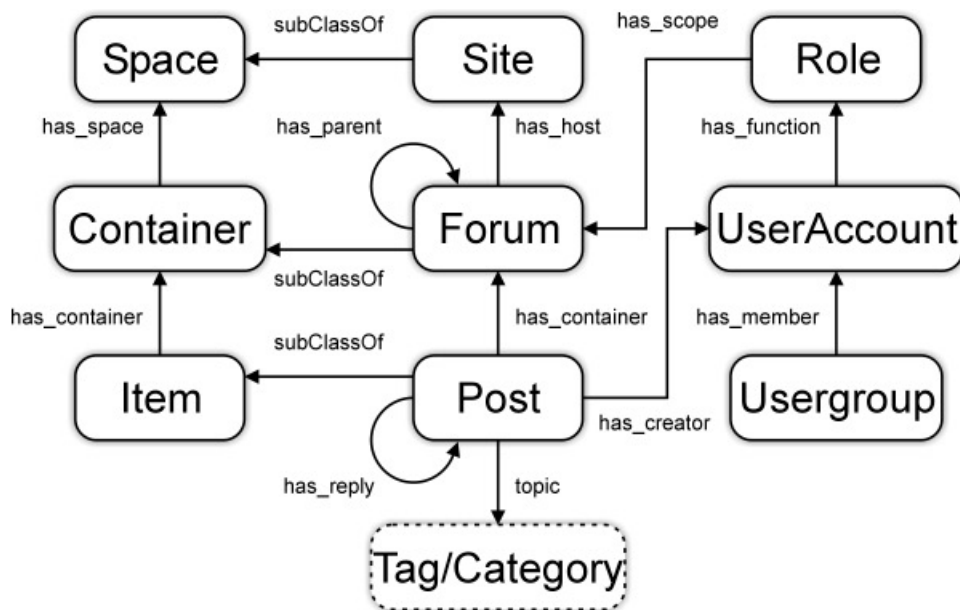 subClassOf
has_scope
Space
Site
Role
has_space
has_parent
has_host
has_function
Container
Forum
UserAccount
subClassOf
has_container
has_container
has_member
subClassOf
Item
Post
Usergroup
has_creator
has_reply
topic
Tag/Category